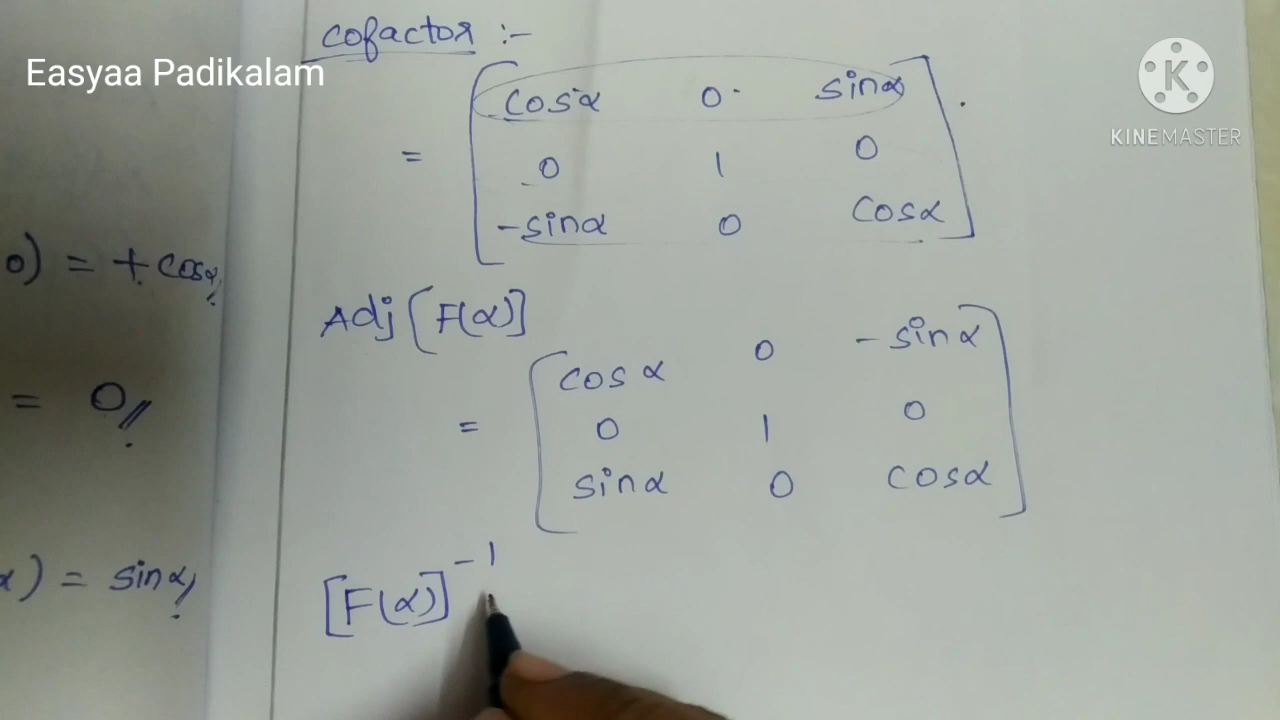 cofactor :-
Easyaa Padikalam
KINEMASTER
= [ cosα 0 sinα
0 1 0
-sinα 0 cosα ]
0) = + cosα
Adj [F(α)]
= [ cosα 0 - sinα
0 1 0
sinα 0 cosα ]
= 0
α) = sinα
[F(α)]⁻¹